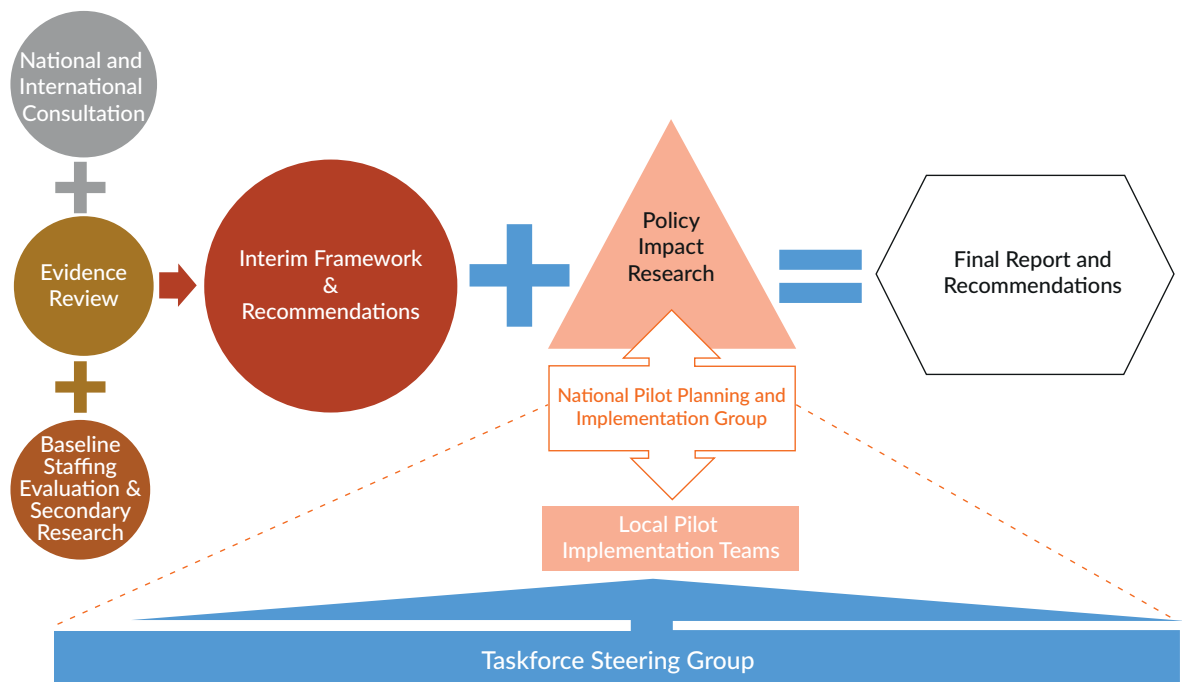 National and
International
Consultation
Evidence
Review
Baseline
Staffing
Evaluation &
Secondary
Research
Interim Framework
&
Recommendations
Policy
Impact
Research
National Pilot Planning and
Implementation Group
Local Pilot
Implementation Teams
Final Report and
Recommendations
Taskforce Steering Group